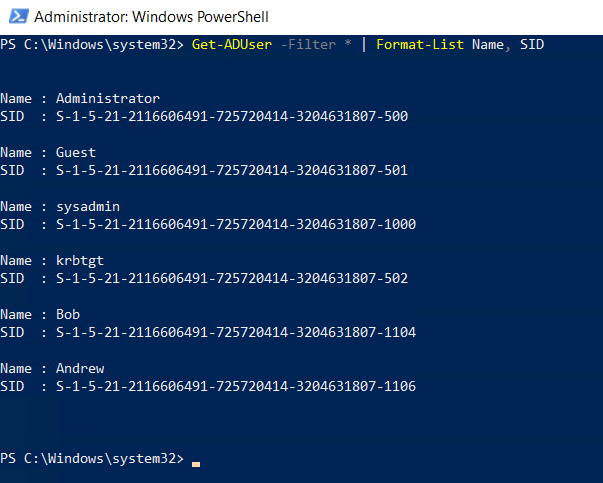 Administrator: Windows PowerShell
PS C:\Windows\system32> Get-ADUser -Filter * | Format-List Name, SID
Name : Administrator
SID  : S-1-5-21-2116606491-725720414-3204631807-500
Name : Guest
SID  : S-1-5-21-2116606491-725720414-3204631807-501
Name : sysadmin
SID  : S-1-5-21-2116606491-725720414-3204631807-1000
Name : krbtgt
SID  : S-1-5-21-2116606491-725720414-3204631807-502
Name : Bob
SID  : S-1-5-21-2116606491-725720414-3204631807-1104
Name : Andrew
SID  : S-1-5-21-2116606491-725720414-3204631807-1106
PS C:\Windows\system32>